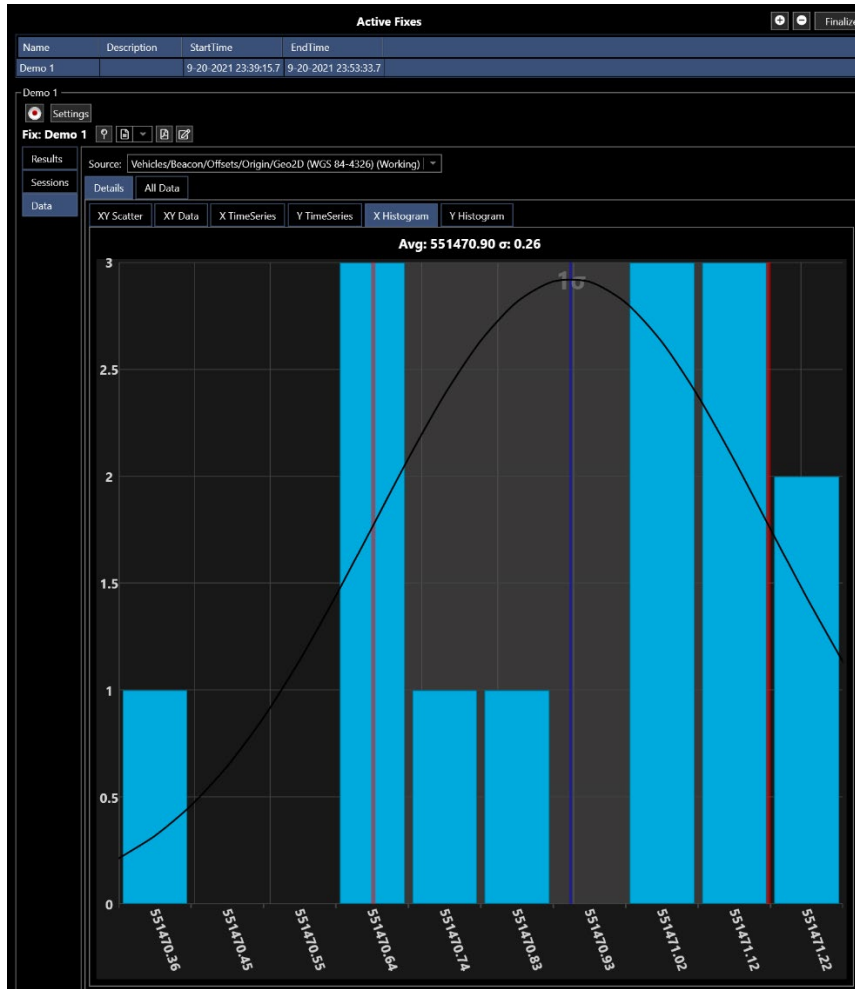 Active Fixes
Finalize
Name Description StartTime EndTime
Demo 1 9-20-2021 23:39:15.7 9-20-2021 23:53:33.7
Demo 1
Settings
Fix: Demo 1
Results
Sessions
Data
Source: Vehicles/Beacon/Offsets/Origin/Geo2D (WGS 84-4326) (Working)
Details All Data
XY Scatter XY Data X TimeSeries Y TimeSeries X Histogram Y Histogram
Avg: 551470.90 σ: 0.26
1σ
3
2.5
2
1.5
1
0.5
0
551470.36
551470.45
551470.55
551470.64
551470.74
551470.83
551470.93
551471.02
551471.12
551471.22